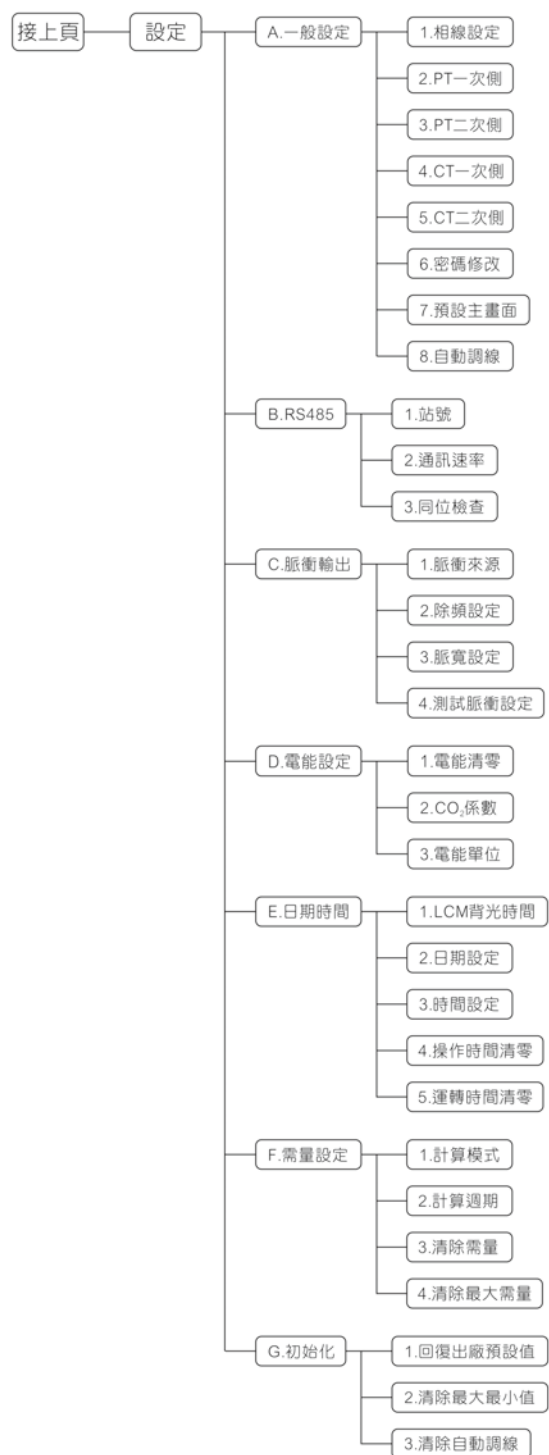 接上頁
設定
A.一般設定
1.相線設定
2.PT一次側
3.PT二次側
4.CT一次側
5.CT二次側
6.密碼修改
7.預設主畫面
8.自動調線
B.RS485
1.站號
2.通訊速率
3.同位檢查
C.脈衝輸出
1.脈衝來源
2.除頻設定
3.脈寬設定
4.測試脈衝設定
D.電能設定
1.電能清零
2.CO₂係數
3.電能單位
E.日期時間
1.LCM背光時間
2.日期設定
3.時間設定
4.操作時間清零
5.運轉時間清零
F.需量設定
1.計算模式
2.計算週期
3.清除需量
4.清除最大需量
G.初始化
1.回復出廠預設值
2.清除最大最小值
3.清除自動調線